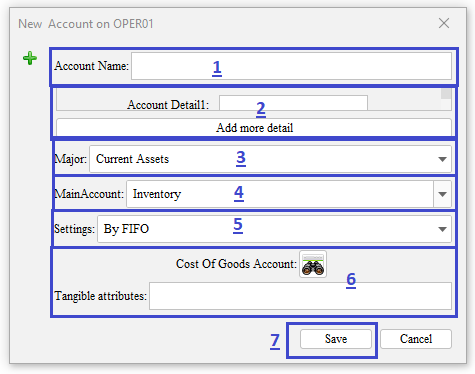 New Account on OPER01
Account Name: 1
Account Detail1: 2
Add more detail
Major: Current Assets 3
MainAccount: Inventory 4
Settings: By FIFO 5
Cost Of Goods Account: 6
Tangible attributes:
7 Save Cancel